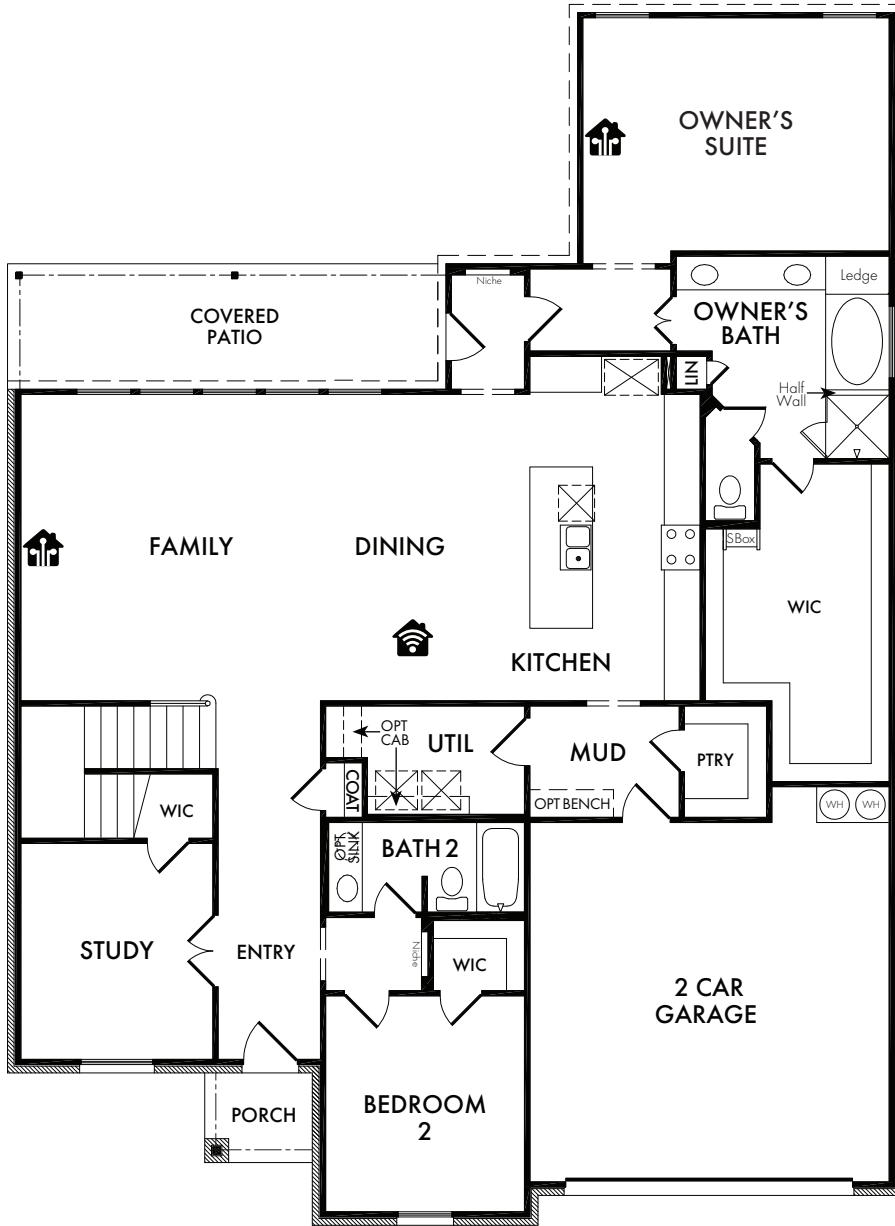 OWNER'S
SUITE
Niche
Ledge
COVERED
PATIO
OWNER'S
BATH
LIN
Half
Wall
FAMILY
DINING
SBox
WIC
KITCHEN
OPT
CAB
UTIL
MUD
PTRY
COAT
OPT BENCH
WIC
WH
WH
OPT
SINK
BATH 2
STUDY
ENTRY
Niche
WIC
2 CAR
GARAGE
PORCH
BEDROOM
2